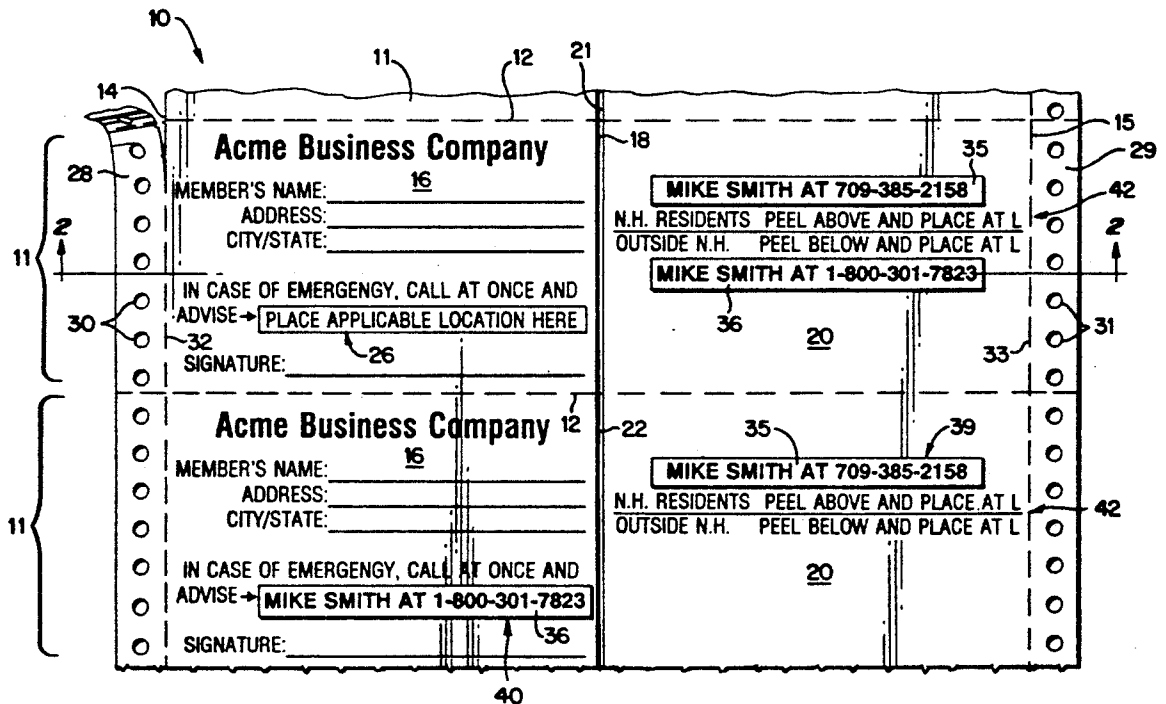 10
11
12
21
14
18
15
Acme Business Company
16
28
35
29
MEMBER'S NAME:
MIKE SMITH AT 709-385-2158
42
ADDRESS:
N.H. RESIDENTS PEEL ABOVE AND PLACE AT L
2
CITY/STATE:
OUTSIDE N.H. PEEL BELOW AND PLACE AT L
2
11
MIKE SMITH AT 1-800-301-7823
IN CASE OF EMERGENGY, CALL AT ONCE AND
30
ADVISE→ PLACE APPLICABLE LOCATION HERE
36
31
32
26
20
33
SIGNATURE:
Acme Business Company
12
22
35
39
16
MIKE SMITH AT 709-385-2158
MEMBER'S NAME:
ADDRESS:
N.H. RESIDENTS PEEL ABOVE AND PLACE AT L
42
CITY/STATE:
OUTSIDE N.H. PEEL BELOW AND PLACE AT L
11
IN CASE OF EMERGENGY, CALL AT ONCE AND
20
ADVISE→ MIKE SMITH AT 1-800-301-7823
36
SIGNATURE:
40